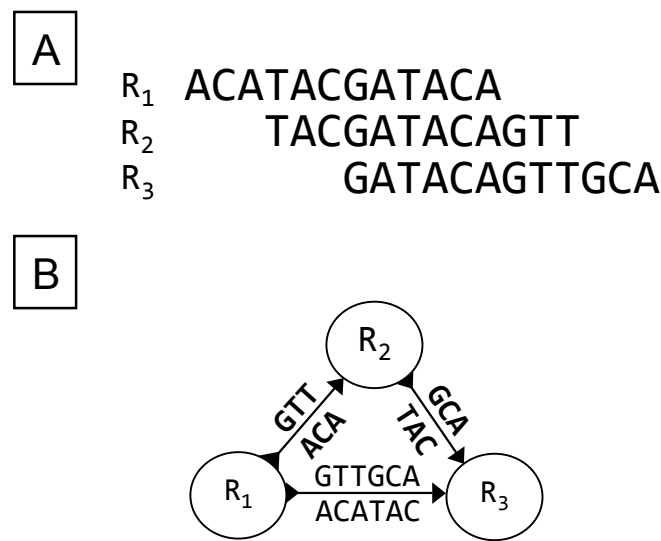 A
R₁ ACATACGATACA
R₂ TACGATACAGTT
R₃ GATACAGTTGCA
B
R₂
GTT
ACA
GCA
TAC
R₁
GTTGCA
ACATAC
R₃